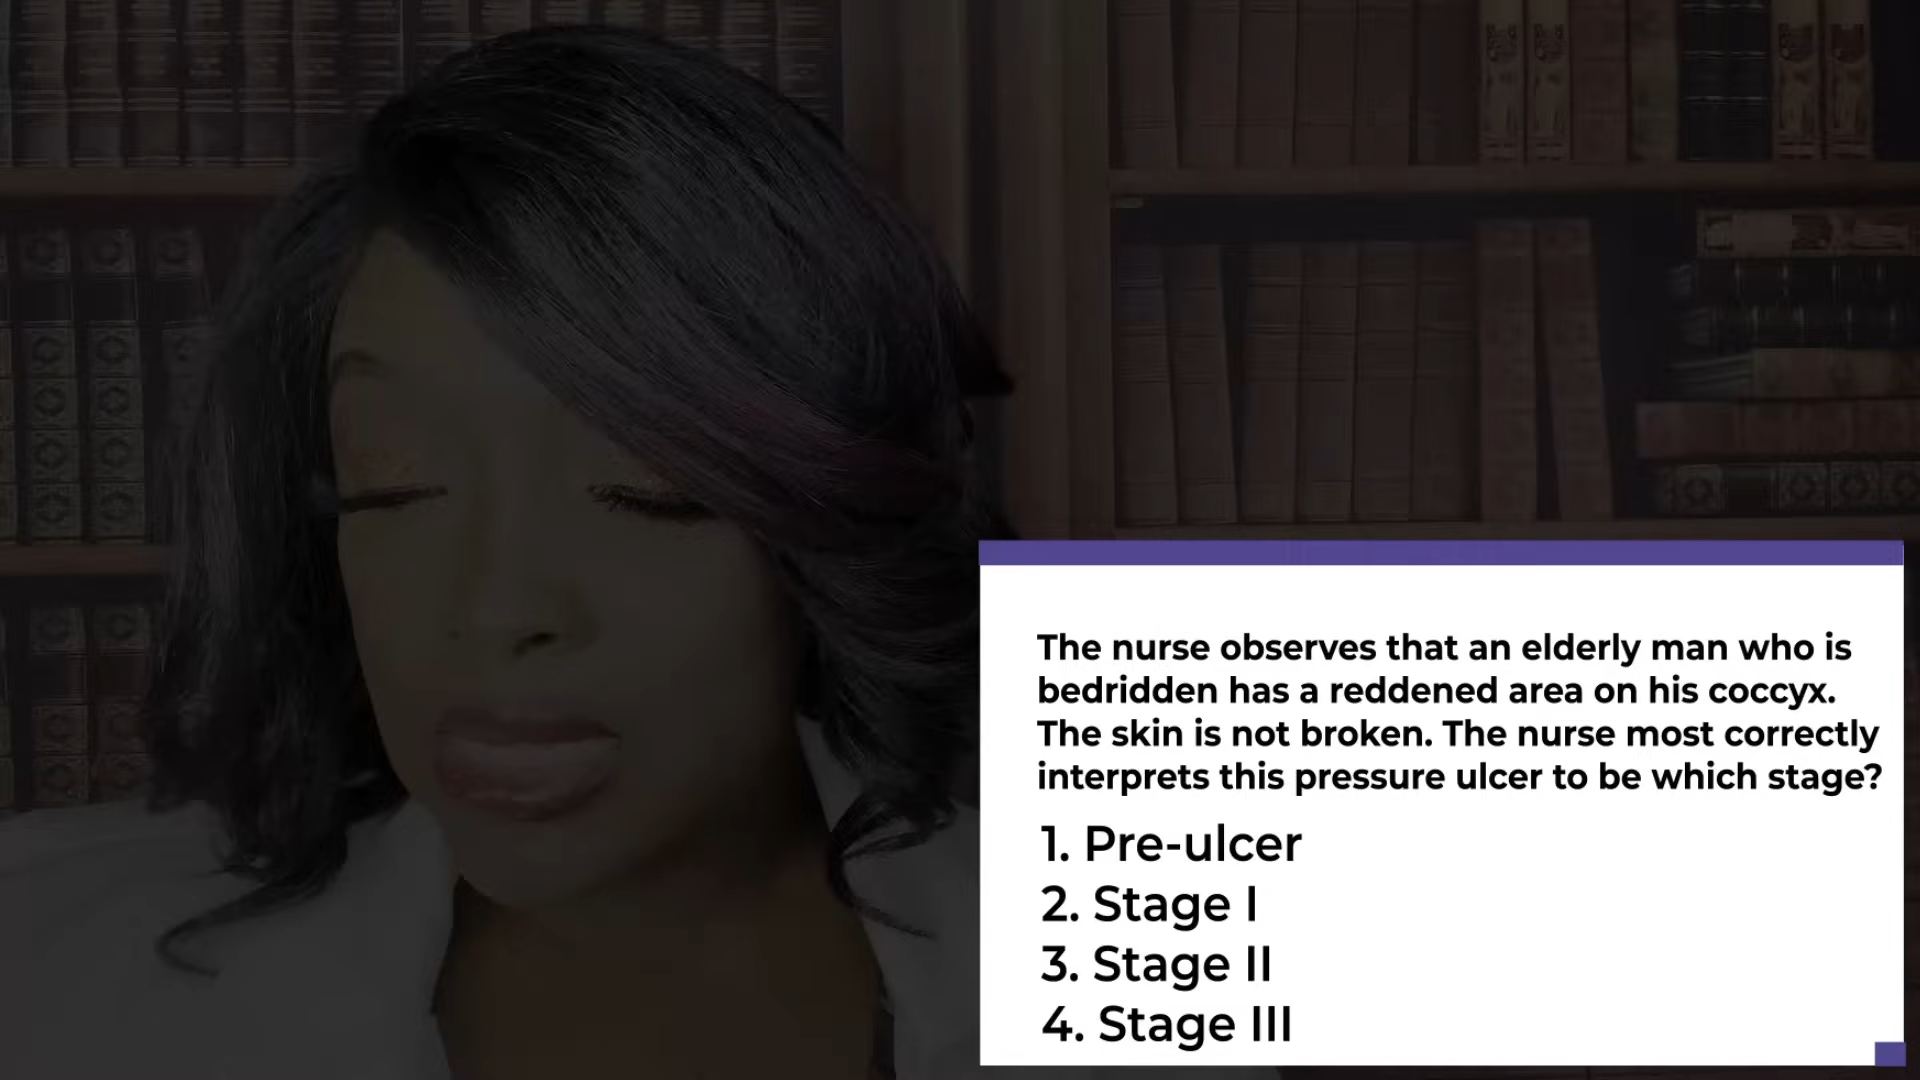 The nurse observes that an elderly man who is
bedridden has a reddened area on his coccyx.
The skin is not broken. The nurse most correctly
interprets this pressure ulcer to be which stage?
1. Pre-ulcer
2. Stage I
3. Stage II
4. Stage III